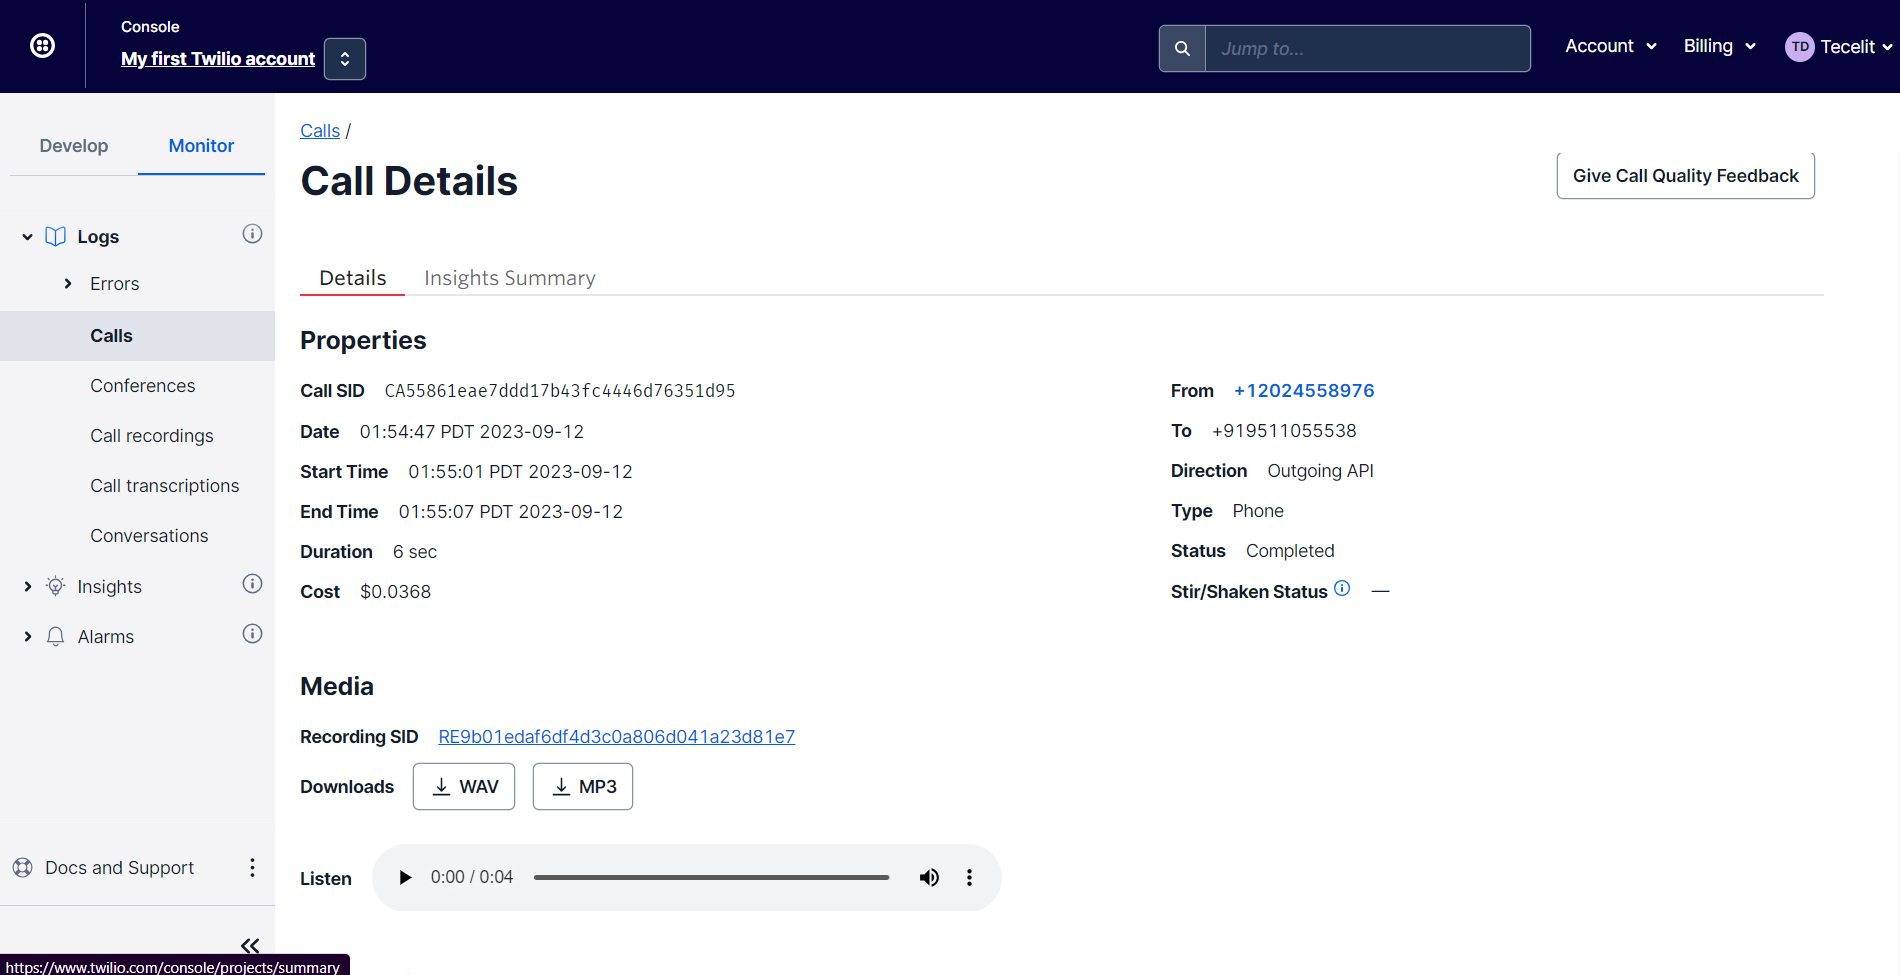 Console
My first Twilio account
Jump to...
Account
Billing
TD
Tecelit
Develop
Monitor
Logs
Errors
Calls
Conferences
Call recordings
Call transcriptions
Conversations
Insights
Alarms
Docs and Support
https://www.twilio.com/console/projects/summary
Calls /
Call Details
Give Call Quality Feedback
Details
Insights Summary
Properties
Call SID CA55861eae7ddd17b43fc4446d76351d95
Date 01:54:47 PDT 2023-09-12
Start Time 01:55:01 PDT 2023-09-12
End Time 01:55:07 PDT 2023-09-12
Duration 6 sec
Cost $0.0368
From +12024558976
To +919511055538
Direction Outgoing API
Type Phone
Status Completed
Stir/Shaken Status —
Media
Recording SID RE9b01edaf6df4d3c0a806d041a23d81e7
Downloads WAV MP3
Listen 0:00 / 0:04